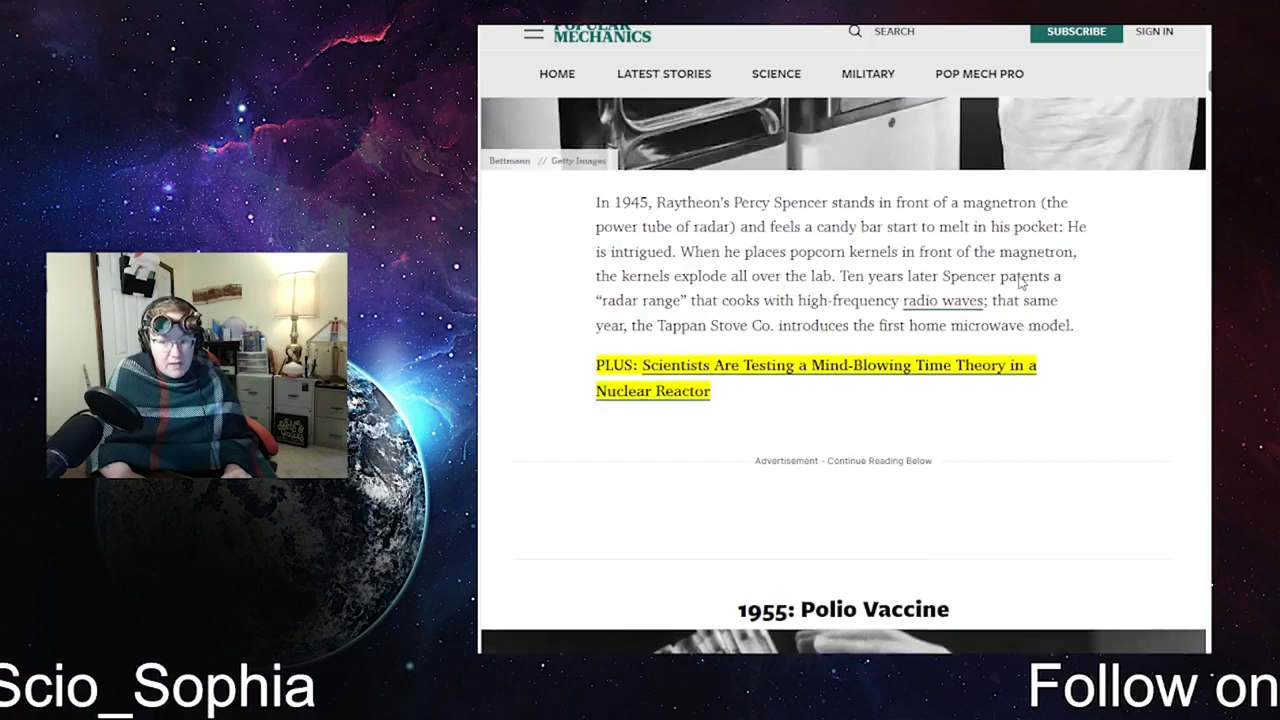 POPULAR
MECHANICS
SEARCH
SUBSCRIBE
SIGN IN
HOME
LATEST STORIES
SCIENCE
MILITARY
POP MECH PRO
Bettmann // Getty Images
In 1945, Raytheon's Percy Spencer stands in front of a magnetron (the
power tube of radar) and feels a candy bar start to melt in his pocket: He
is intrigued. When he places popcorn kernels in front of the magnetron,
the kernels explode all over the lab. Ten years later Spencer patents a
“radar range” that cooks with high-frequency radio waves; that same
year, the Tappan Stove Co. introduces the first home microwave model.
PLUS: Scientists Are Testing a Mind-Blowing Time Theory in a
Nuclear Reactor
Advertisement - Continue Reading Below
1955: Polio Vaccine
Scio_Sophia
Follow on